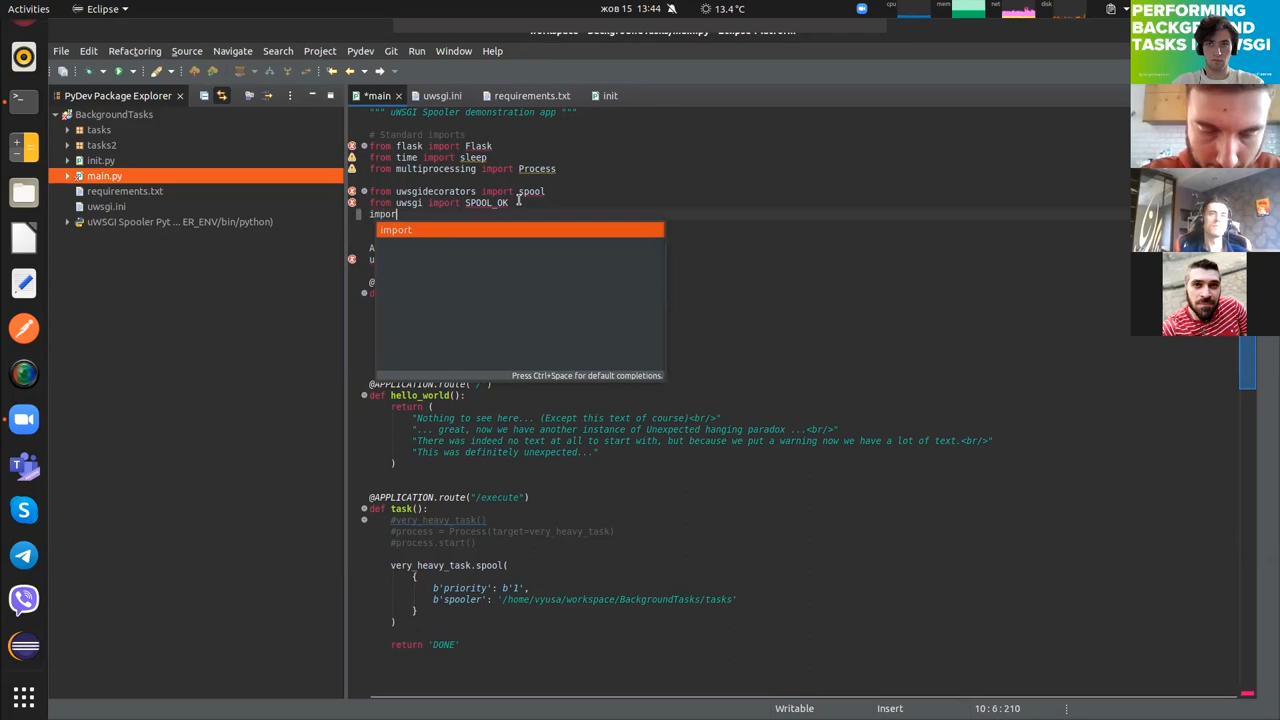 Activities
Eclipse
жов 15 13:44
13.4 °C
cpu
mem
net
disk
File Edit Refactoring Source Navigate Search Project Pydev Git Run Window Help
PyDev Package Explorer
BackgroundTasks
tasks
tasks2
init.py
main.py
requirements.txt
uwsgi.ini
uWSGI Spooler Pyt ... ER_ENV/bin/python)
*main
uwsgi.ini
requirements.txt
init
""" uWSGI Spooler demonstration app """
# Standard imports
from flask import Flask
from time import sleep
from multiprocessing import Process
from uwsgidecorators import spool
from uwsgi import SPOOL_OK
impor
import
Press Ctrl+Space for default completions.
A
u
@
d
@APPLICATION.route("/")
def hello_world():
return (
"Nothing to see here... (Except this text of course)<br/>"
"... great, now we have another instance of Unexpected hanging paradox ...<br/>"
"There was indeed no text at all to start with, but because we put a warning now we have a lot of text.<br/>"
"This was definitely unexpected..."
)
@APPLICATION.route("/execute")
def task():
#very_heavy_task()
#process = Process(target=very_heavy_task)
#process.start()
very_heavy_task.spool(
{
b'priority': b'1',
b'spooler': '/home/vyusa/workspace/BackgroundTasks/tasks'
}
)
return 'DONE'
Writable
Insert
10 : 6 : 210
PERFORMING
BACKGROUND